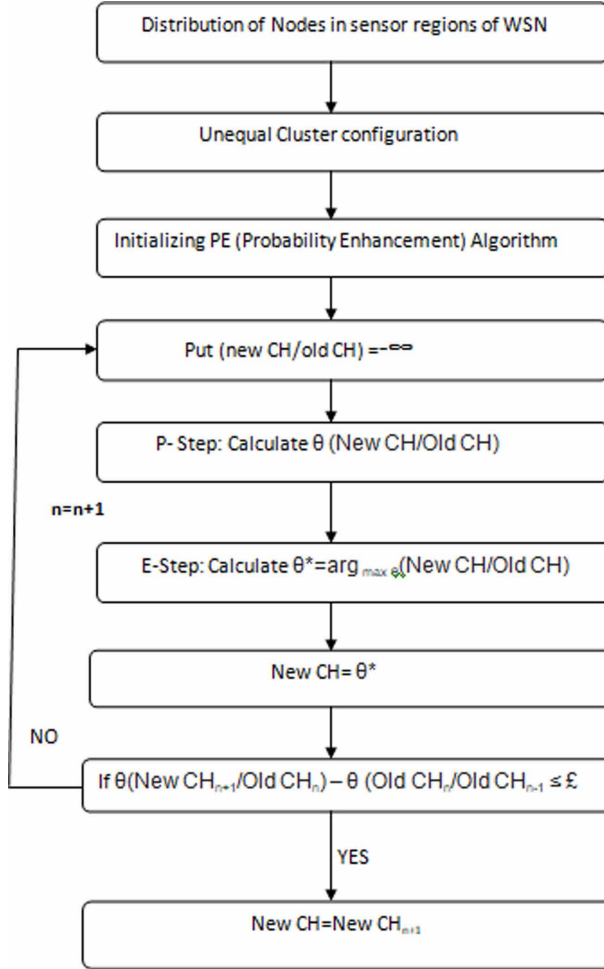 Distribution of Nodes in sensor regions of WSN
Unequal Cluster configuration
Initializing PE (Probability Enhancement) Algorithm
Put (new CH/old CH) =-∞
P- Step: Calculate θ (New CH/Old CH)
n=n+1
E-Step: Calculate θ*=arg max θ(New CH/Old CH)
New CH= θ*
NO
If θ(New CHn+1/Old CHn) – θ (Old CHn/Old CHn-1 ≤ £
YES
New CH=New CHn+1